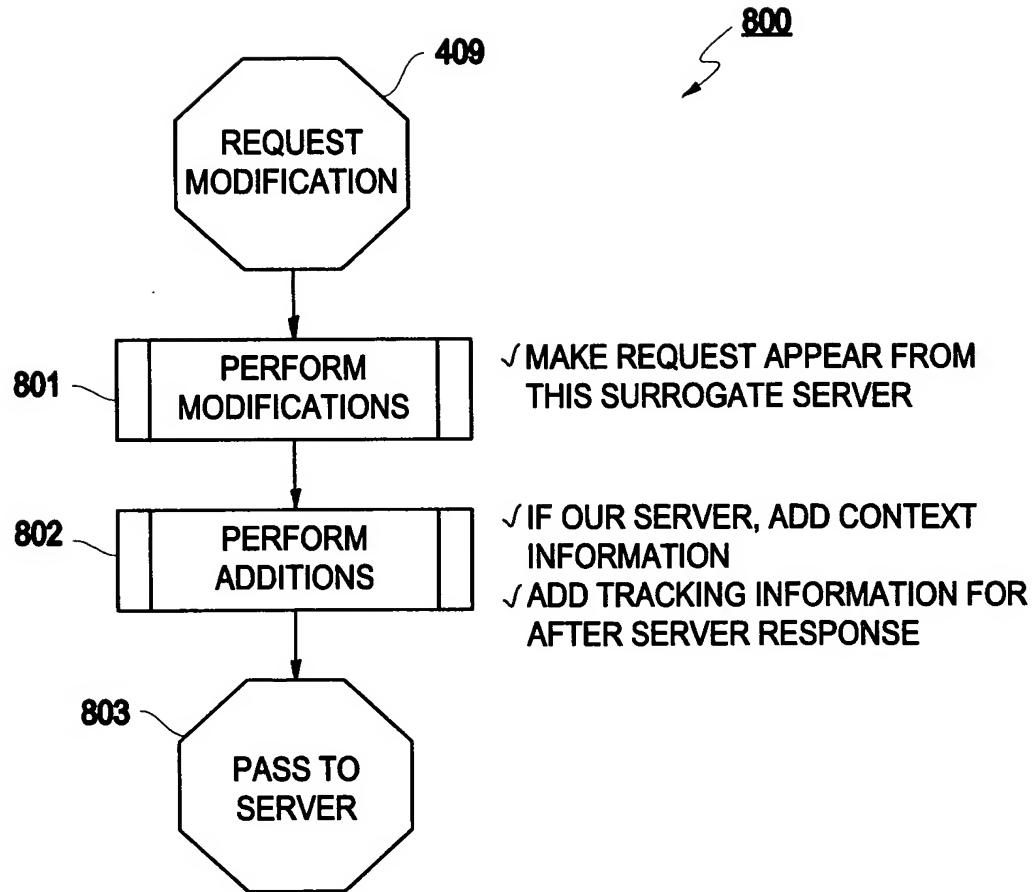 800
409
REQUEST
MODIFICATION
801
PERFORM
MODIFICATIONS
√ MAKE REQUEST APPEAR FROM
THIS SURROGATE SERVER
802
PERFORM
ADDITIONS
√ IF OUR SERVER, ADD CONTEXT
INFORMATION
√ ADD TRACKING INFORMATION FOR
AFTER SERVER RESPONSE
803
PASS TO
SERVER